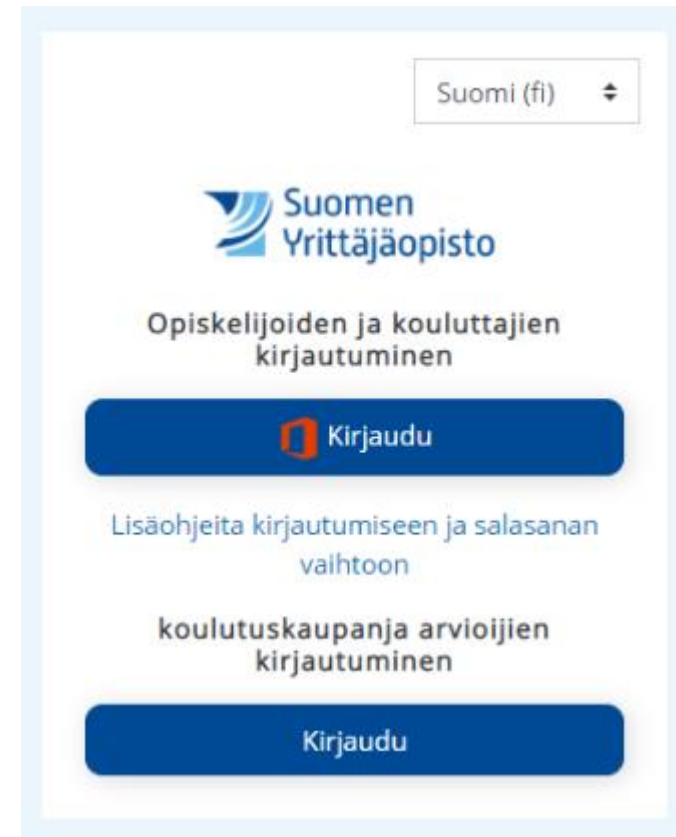 Suomi (fi)
Suomen
Yrittäjäopisto
Opiskelijoiden ja kouluttajien
kirjautuminen
Kirjaudu
Lisäohjeita kirjautumiseen ja salasanan
vaihtoon
koulutuskaupanja arvioijien
kirjautuminen
Kirjaudu